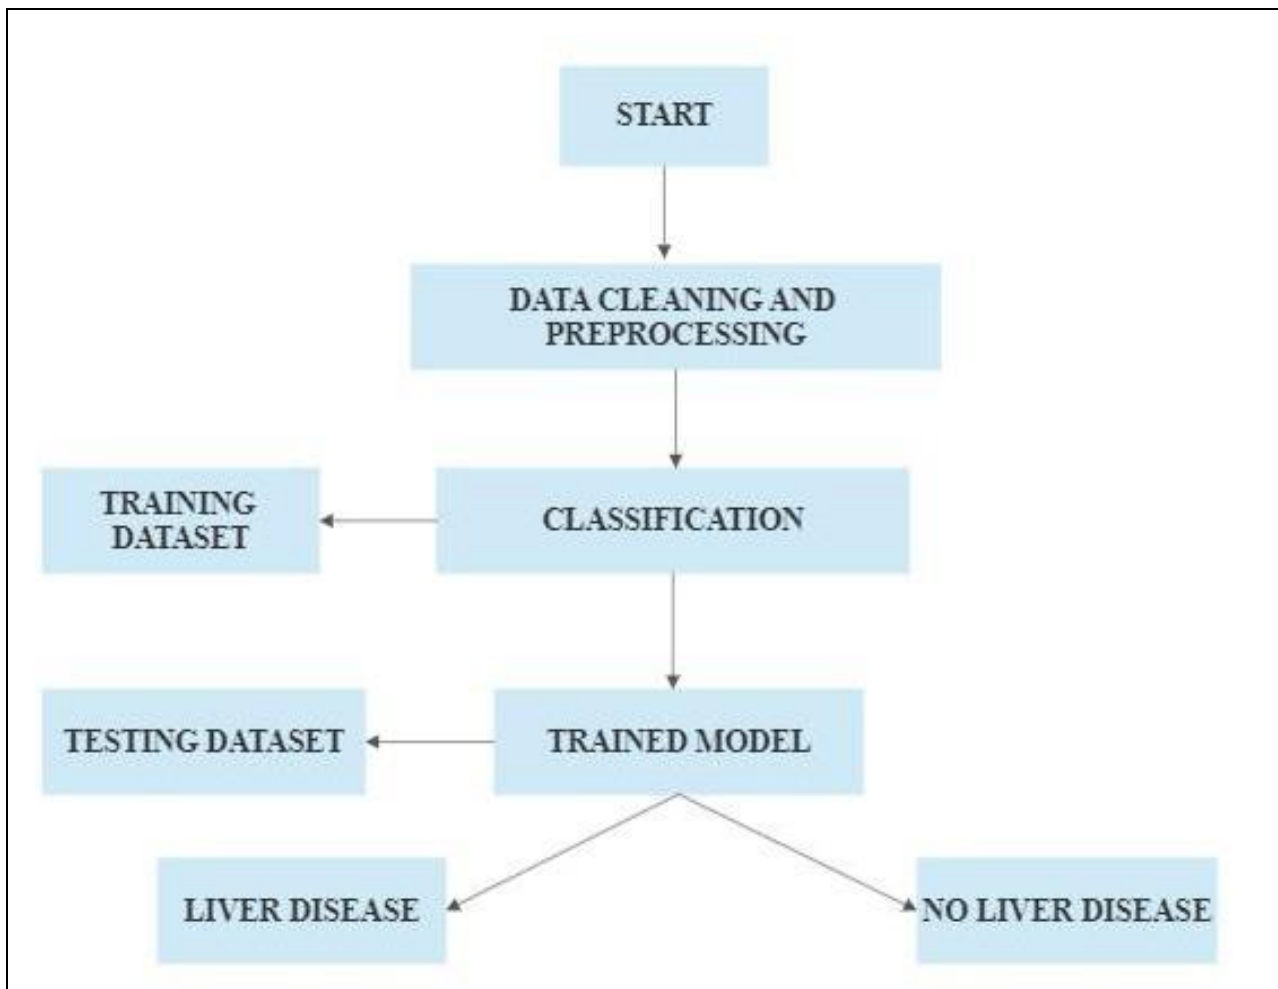 START
DATA CLEANING AND
PREPROCESSING
TRAINING
DATASET
CLASSIFICATION
TESTING DATASET
TRAINED MODEL
LIVER DISEASE
NO LIVER DISEASE